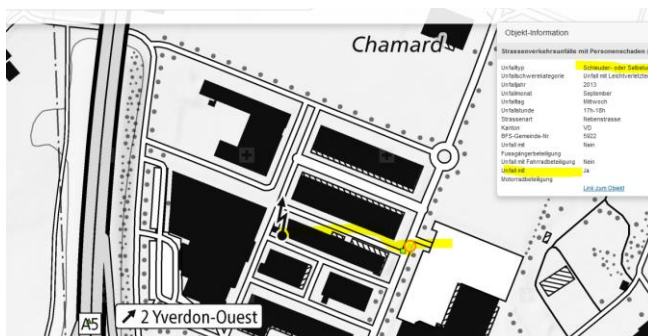 Chamard
Objekt-Information
Strassenverkehrsunfälle mit Personenschaden
Unfalltyp Schleuder- oder Selbstu
Unfallschwerekategorie Unfall mit Leichtverletzte
Unfalljahr 2013
Unfallmonat September
Unfalltag Mittwoch
Unfallstunde 17h-18h
Strassenart Nebenstrasse
Kanton VD
BFS-Gemeinde-Nr 5922
Unfall mit Nein
Fussgängerbeteiligung
Unfall mit Fahrradbeteiligung Nein
Unfall mit Ja
Motorradbeteiligung
Link zum Objekt
A5
2 Yverdon-Ouest